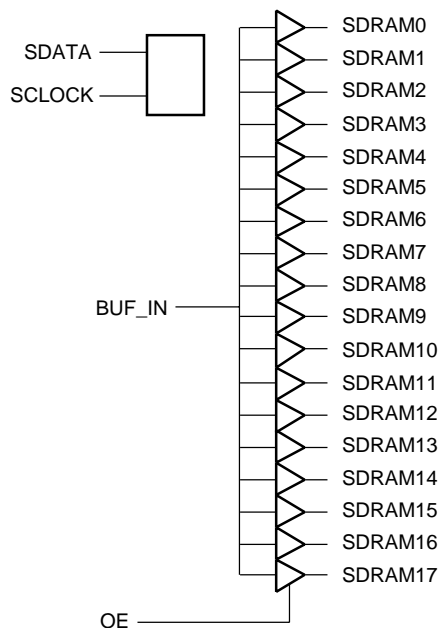 SDATA
SCLOCK
BUF_IN
OE
SDRAM0
SDRAM1
SDRAM2
SDRAM3
SDRAM4
SDRAM5
SDRAM6
SDRAM7
SDRAM8
SDRAM9
SDRAM10
SDRAM11
SDRAM12
SDRAM13
SDRAM14
SDRAM15
SDRAM16
SDRAM17